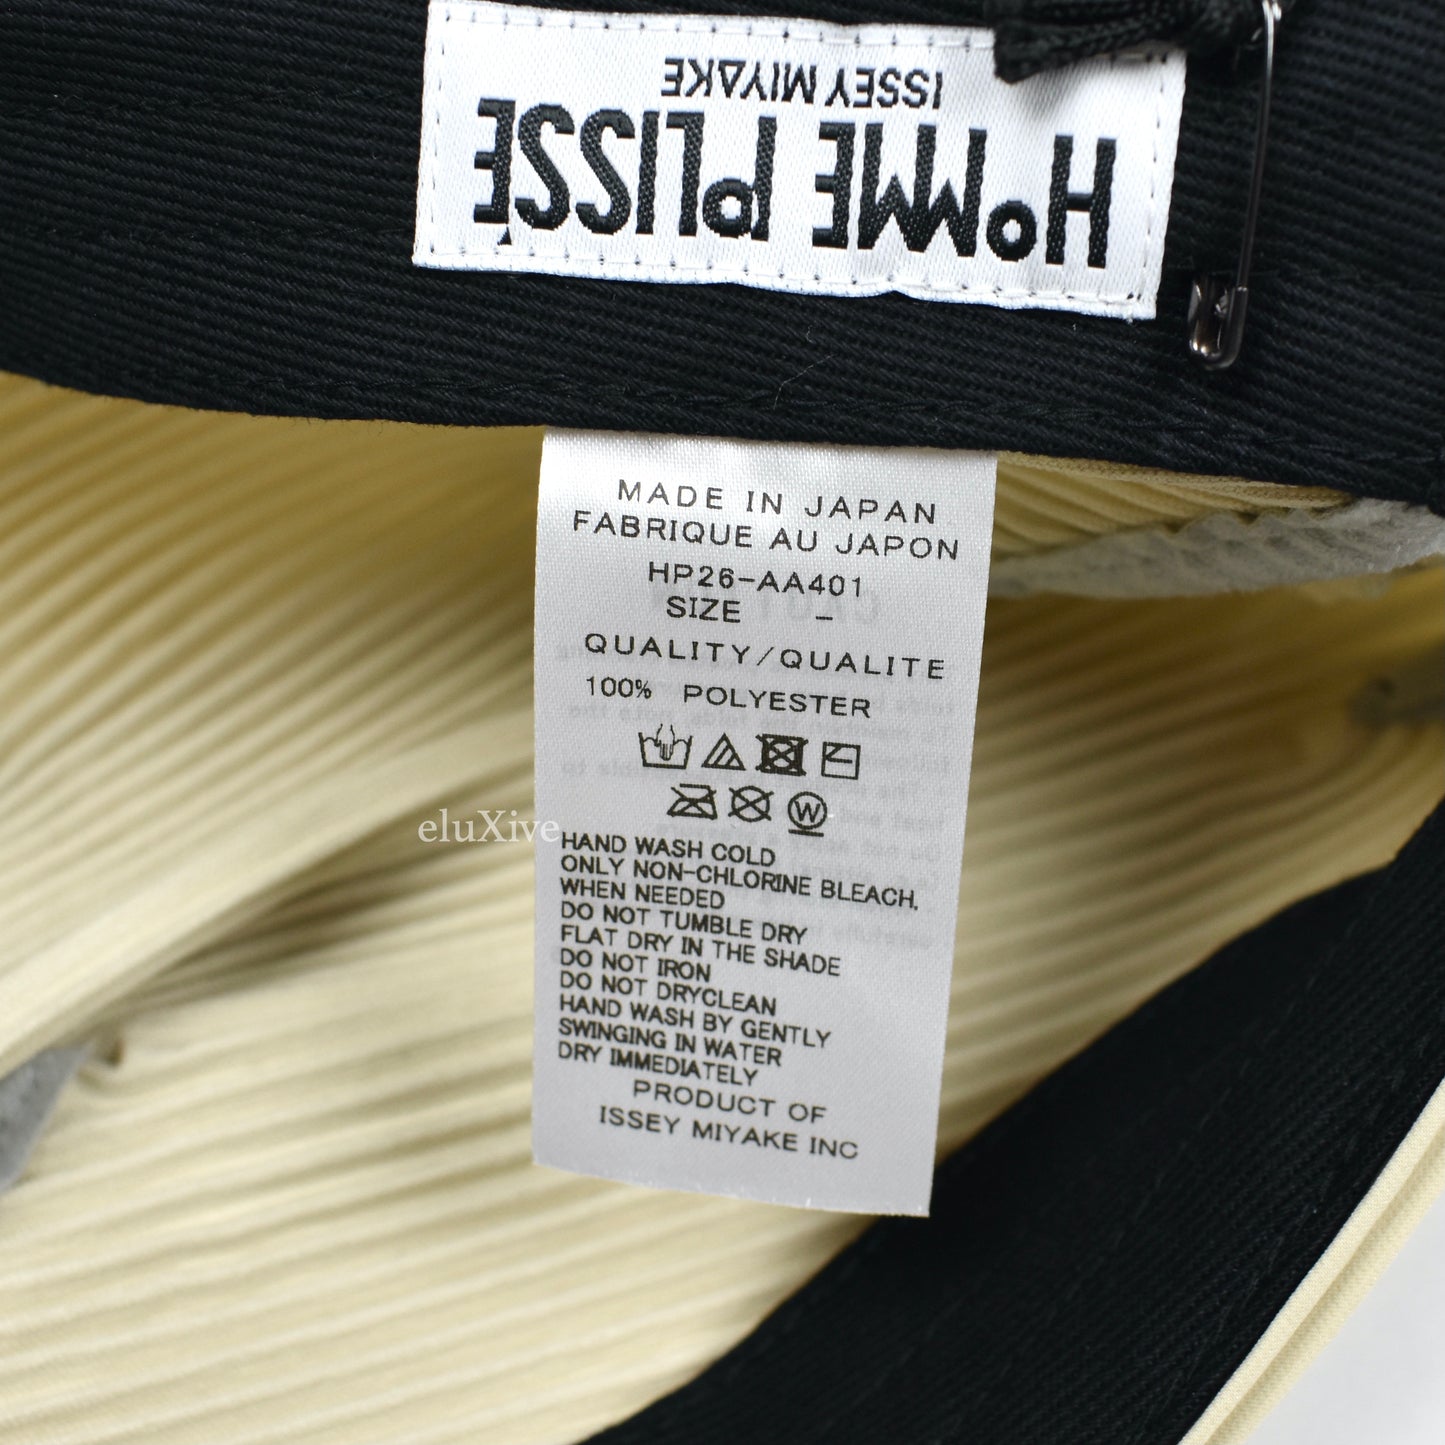 HOMME PLISSÉ
ISSEY MIYAKE
MADE IN JAPAN
FABRIQUE AU JAPON
HP26-AA401
SIZE -
QUALITY/QUALITE
100% POLYESTER
W
eluXive
HAND WASH COLD
ONLY NON-CHLORINE BLEACH,
WHEN NEEDED
DO NOT TUMBLE DRY
FLAT DRY IN THE SHADE
DO NOT IRON
DO NOT DRYCLEAN
HAND WASH BY GENTLY
SWINGING IN WATER
DRY IMMEDIATELY
PRODUCT OF
ISSEY MIYAKE INC